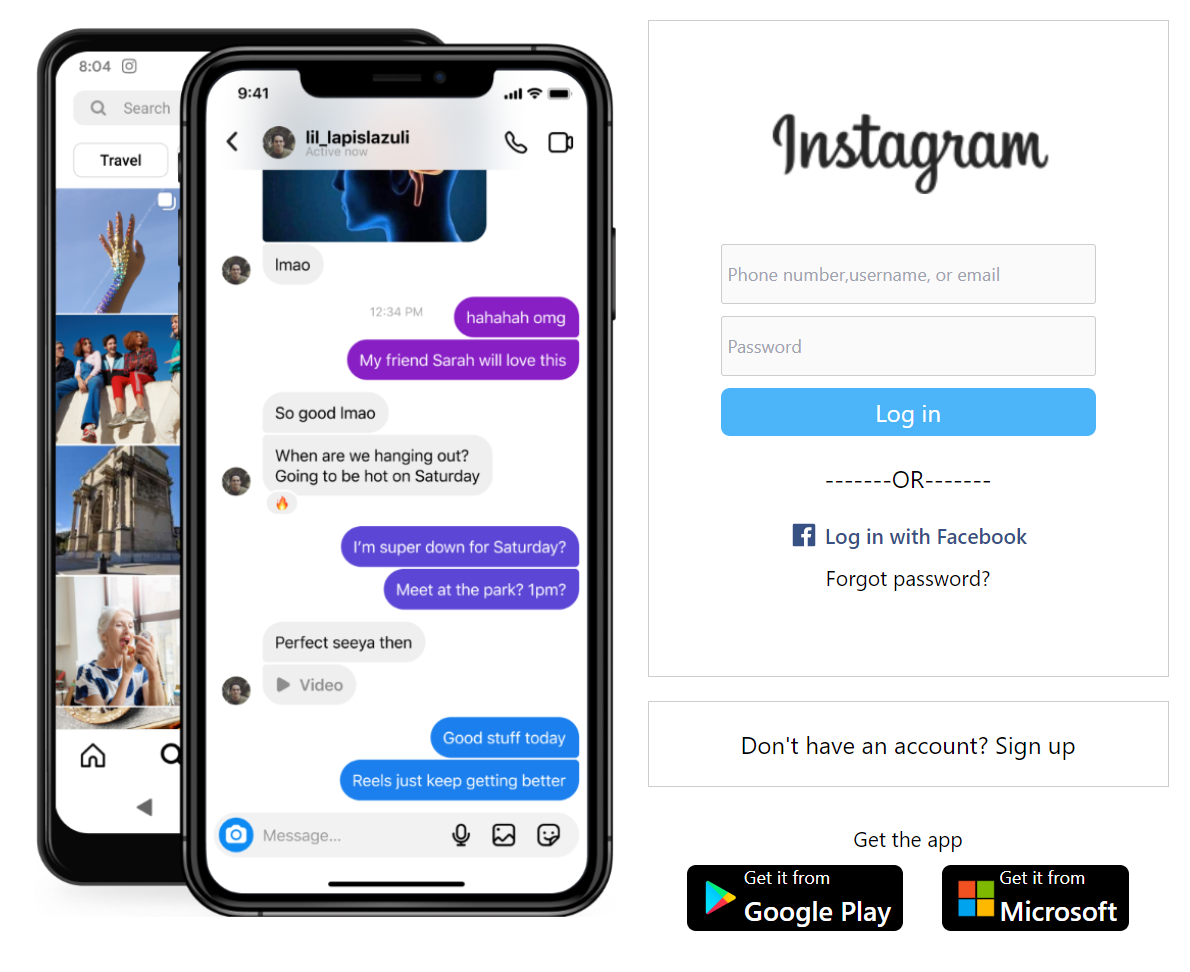 8:04
Search
Travel
9:41
lil_lapislazuli
Active now
lmao
12:34 PM
hahahah omg
My friend Sarah will love this
So good lmao
When are we hanging out?
Going to be hot on Saturday
I'm super down for Saturday?
Meet at the park? 1pm?
Perfect seeya then
Video
Good stuff today
Reels just keep getting better
Message...
Instagram
Phone number,username, or email
Password
Log in
-------OR-------
Log in with Facebook
Forgot password?
Don't have an account? Sign up
Get the app
Get it from
Google Play
Get it from
Microsoft